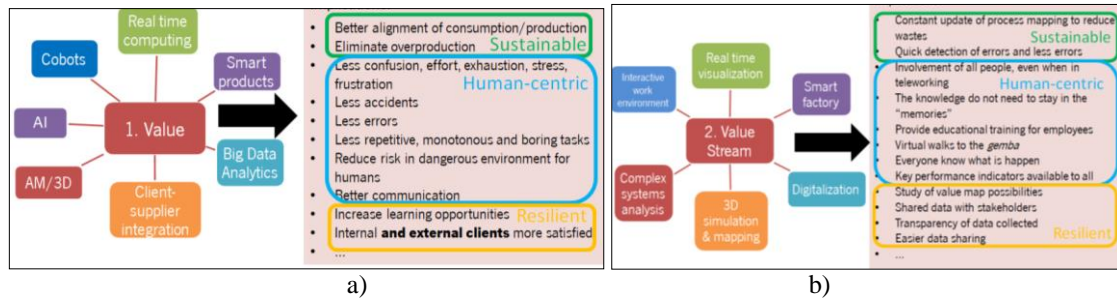 Real time
computing
Cobots
Smart
products
AI
1. Value
AM/3D
Big Data
Analytics
Client-
supplier
integration
• Better alignment of consumption/production
• Eliminate overproduction Sustainable
• Less confusion, effort, exhaustion, stress,
frustration Human-centric
• Less accidents
• Less errors
• Less repetitive, monotonous and boring tasks
• Reduce risk in dangerous environment for
humans
• Better communication
• Increase learning opportunities Resilient
• Internal and external clients more satisfied
• ...
a)
Real time
visualization
Interactive
work
environment
Smart
factory
2. Value
Stream
Complex
systems
analysis
Digitalization
3D
simulation
& mapping
• Constant update of process mapping to reduce
wastes Sustainable
• Quick detection of errors and less errors
• Involvement of all people, even when in
teleworking Human-centric
• The knowledge do not need to stay in the
"memories"
• Provide educational training for employees
• Virtual walks to the gemba
• Everyone know what is happen
• Key performance indicators available to all
• Study of value map possibilities
• Shared data with stakeholders
• Transparency of data collected
• Easier data sharing Resilient
• ...
b)